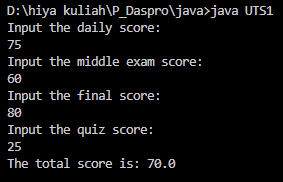 D:\hiya kuliah\P_Daspro\java>java UTS1
Input the daily score:
75
Input the middle exam score:
60
Input the final score:
80
Input the quiz score:
25
The total score is: 70.0